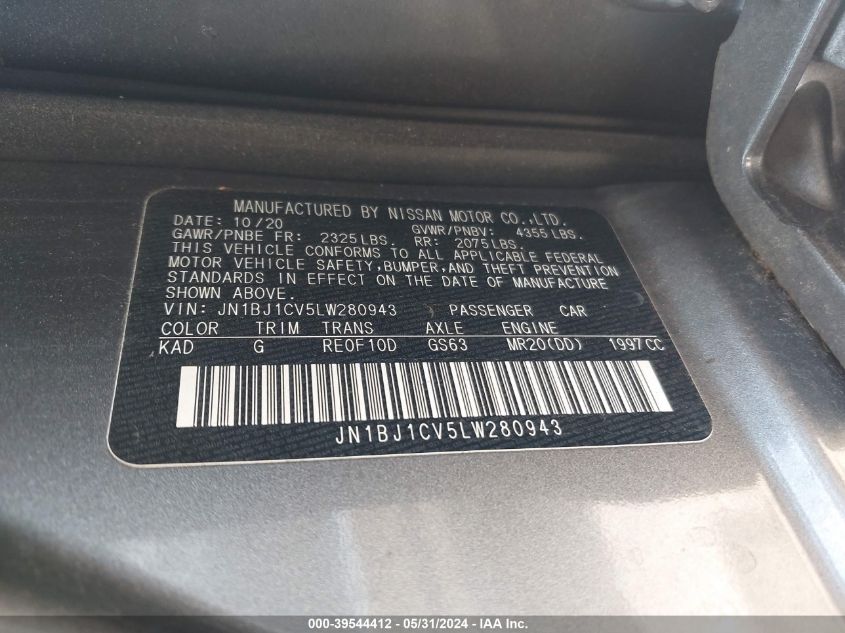 MANUFACTURED BY NISSAN MOTOR CO.,LTD.
DATE: 10/20 GVWR/PNBV: 4355 LBS.
GAWR/PNBE FR: 2325 LBS. RR: 2075 LBS.
THIS VEHICLE CONFORMS TO ALL APPLICABLE FEDERAL
MOTOR VEHICLE SAFETY, BUMPER, AND THEFT PREVENTION
STANDARDS IN EFFECT ON THE DATE OF MANUFACTURE
SHOWN ABOVE.
VIN: JN1BJ1CV5LW280943 PASSENGER CAR
COLOR TRIM TRANS AXLE ENGINE
KAD G RE0F10D GS63 MR20(DD) 1997CC
JN1BJ1CV5LW280943
000-39544412 - 05/31/2024 - IAA Inc.